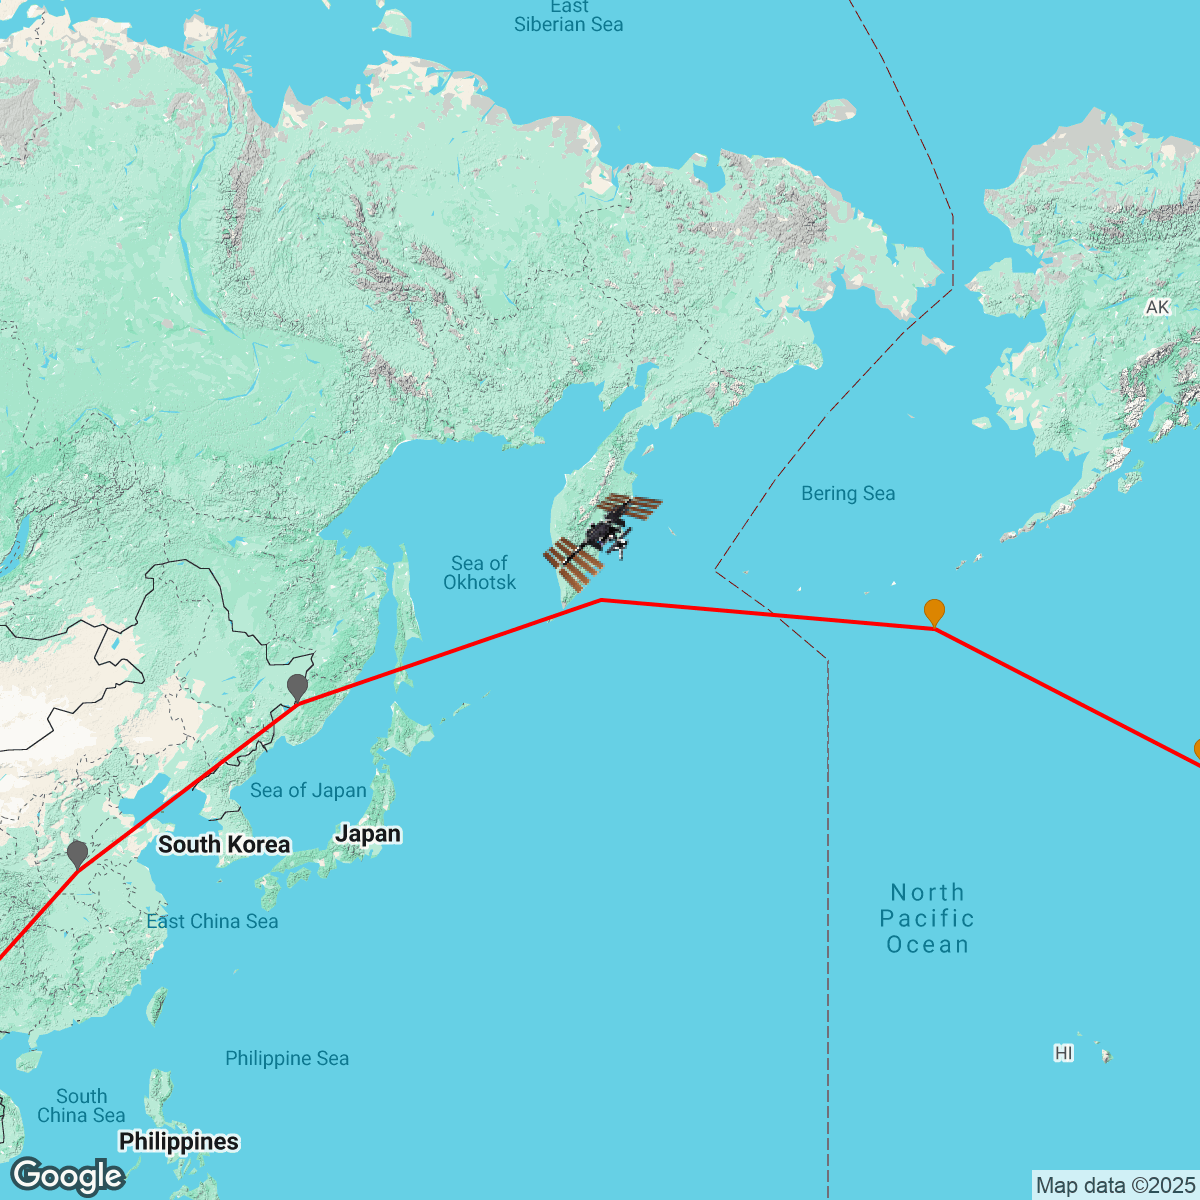 East
Siberian Sea
AK
Bering Sea
Sea of
Okhotsk
Sea of Japan
South Korea
Japan
East China Sea
North
Pacific
Ocean
Philippine Sea
HI
South
China Sea
Philippines
Google
Map data ©2025